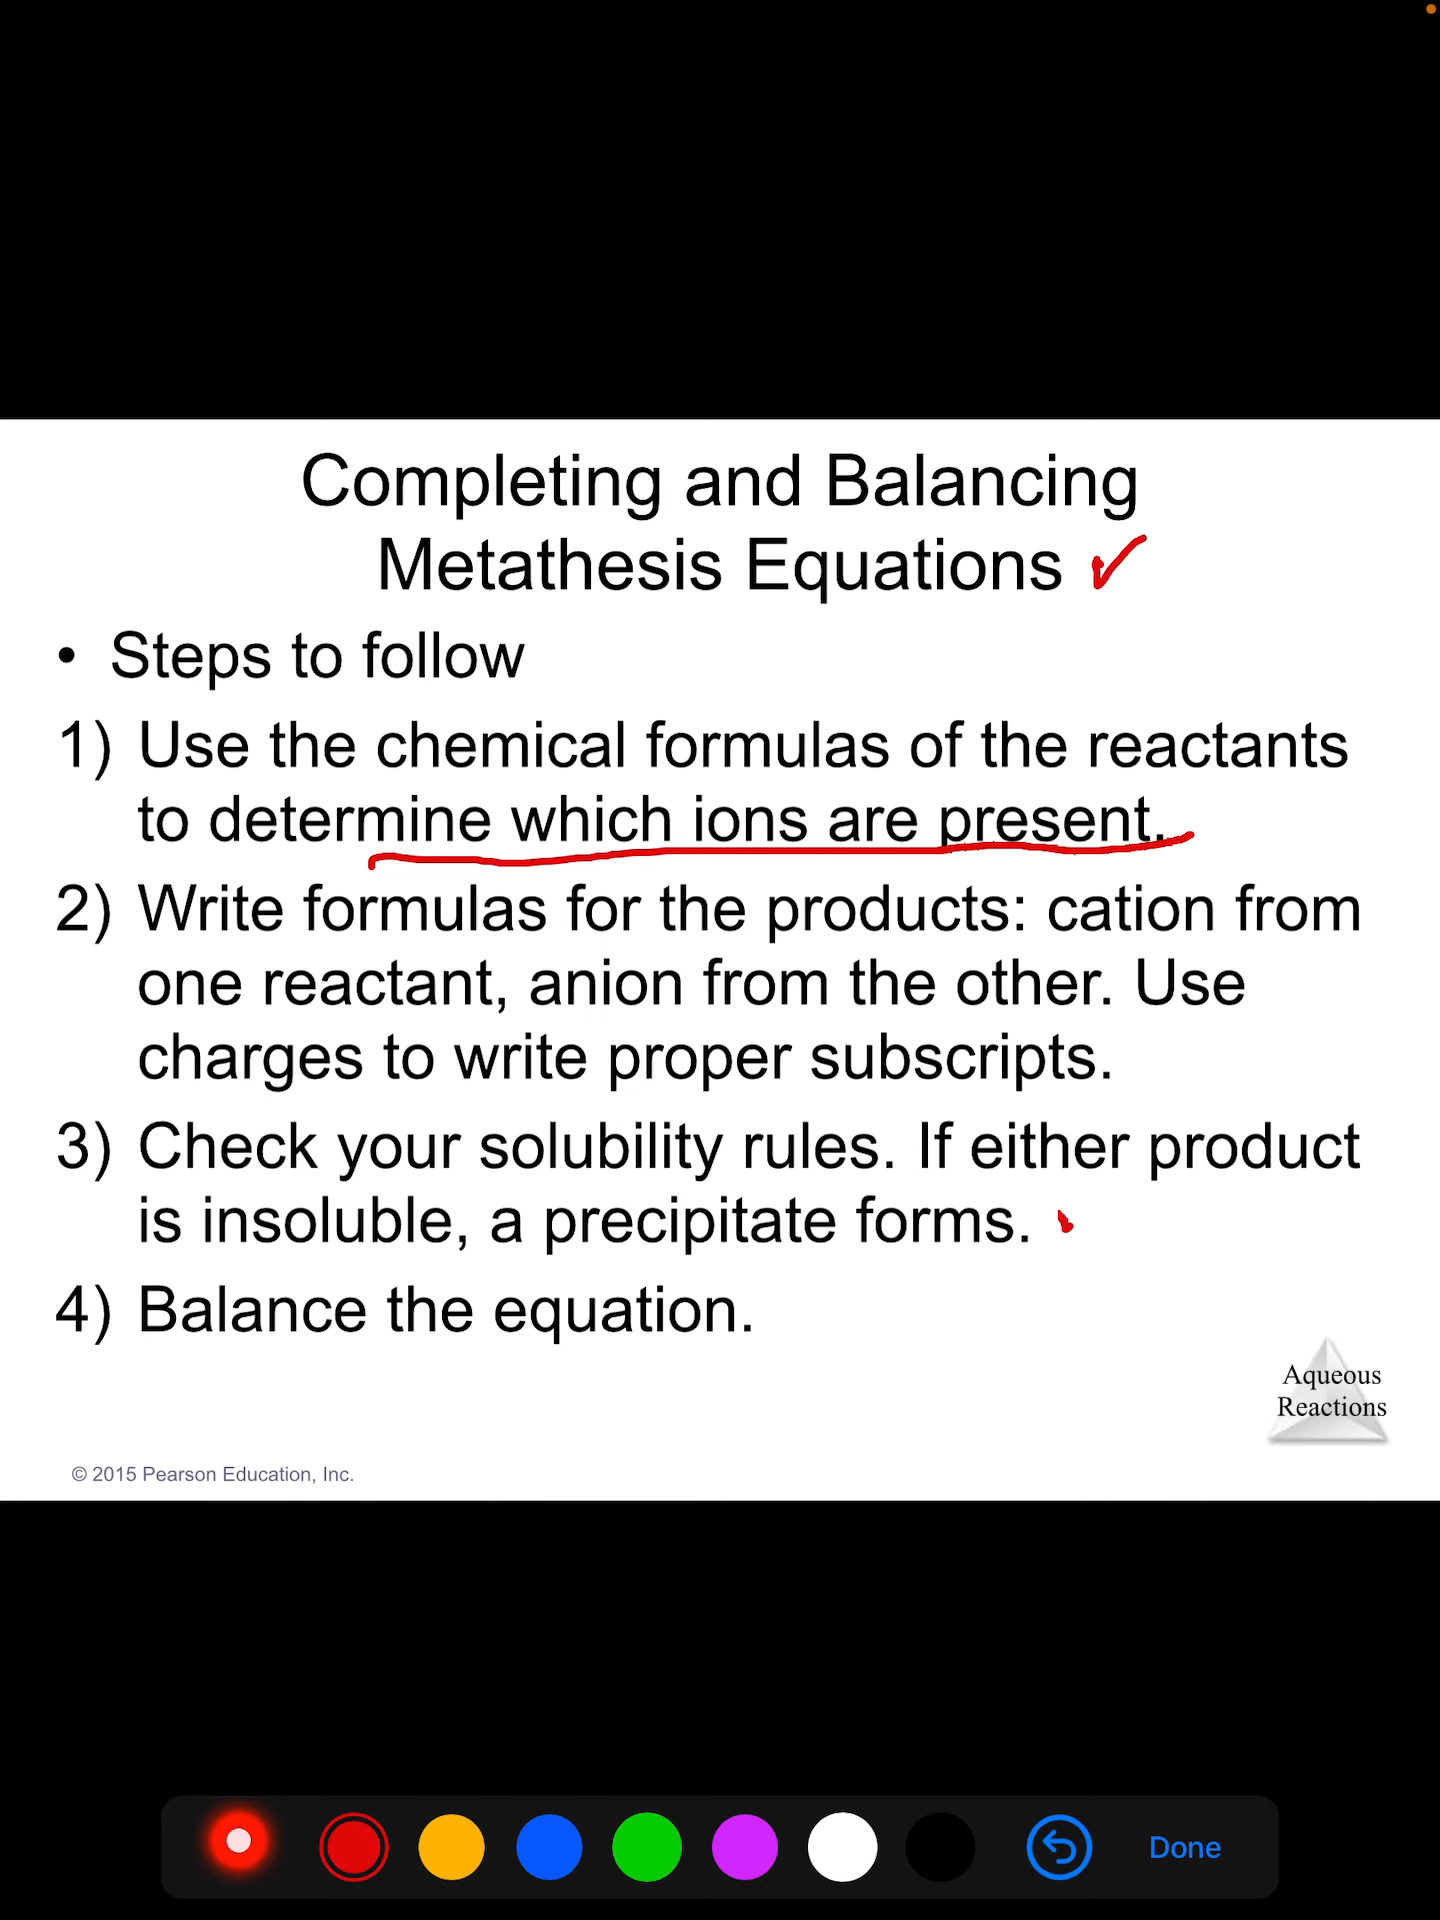 Completing and Balancing
Metathesis Equations
• Steps to follow
1) Use the chemical formulas of the reactants
to determine which ions are present.
2) Write formulas for the products: cation from
one reactant, anion from the other. Use
charges to write proper subscripts.
3) Check your solubility rules. If either product
is insoluble, a precipitate forms.
4) Balance the equation.
Aqueous
Reactions
© 2015 Pearson Education, Inc.
Done